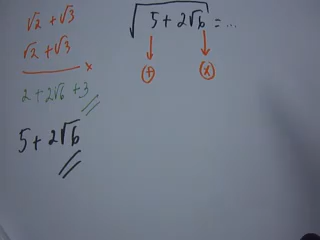 √2 + √3
√2 + √3
x
2 + 2√6 + 3
5 + 2√6
√(5 + 2√6) = ...
(+) (x)